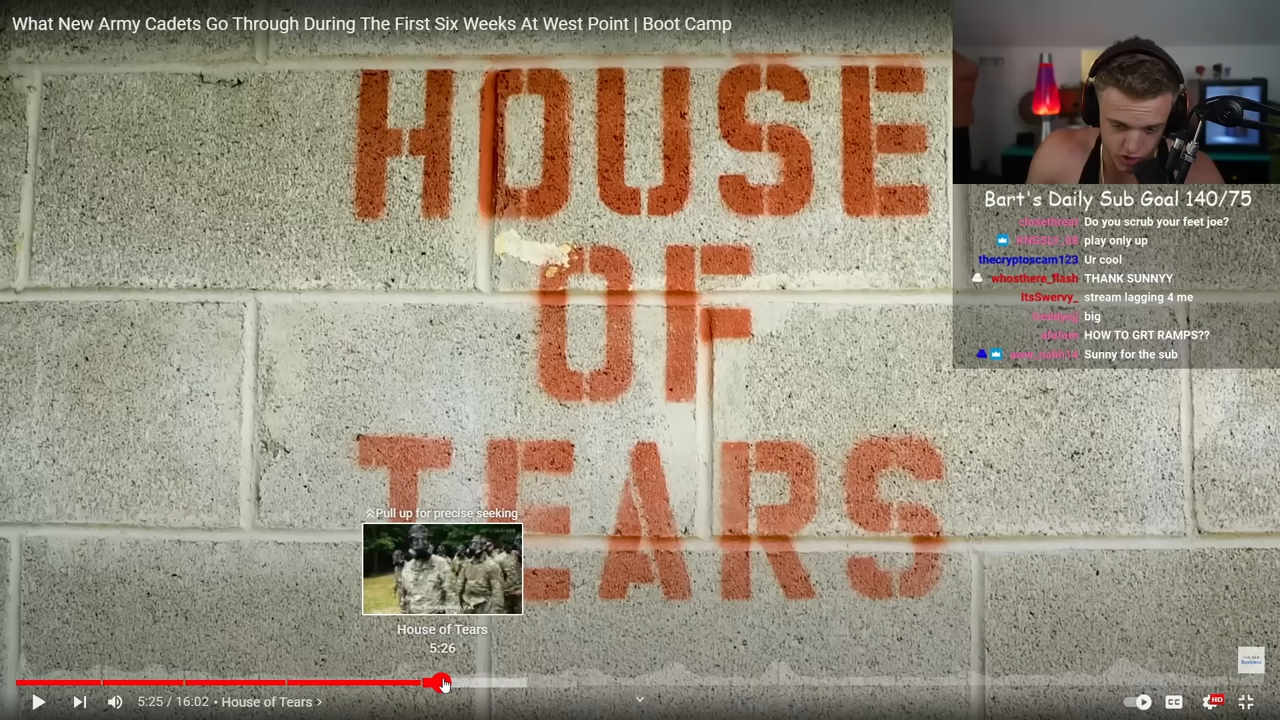 What New Army Cadets Go Through During The First Six Weeks At West Point | Boot Camp
HOUSE
OF
TEARS
Bart's Daily Sub Goal 140/75
Do you scrub your feet joe?
play only up
thecryptoscam123 Ur cool
whosthere_flash THANK SUNNYY
ItsSwervy_ stream lagging 4 me
big
HOW TO GRT RAMPS??
Sunny for the sub
Pull up for precise seeking
House of Tears
5:26
5:25 / 16:02 • House of Tears >
CC
HD